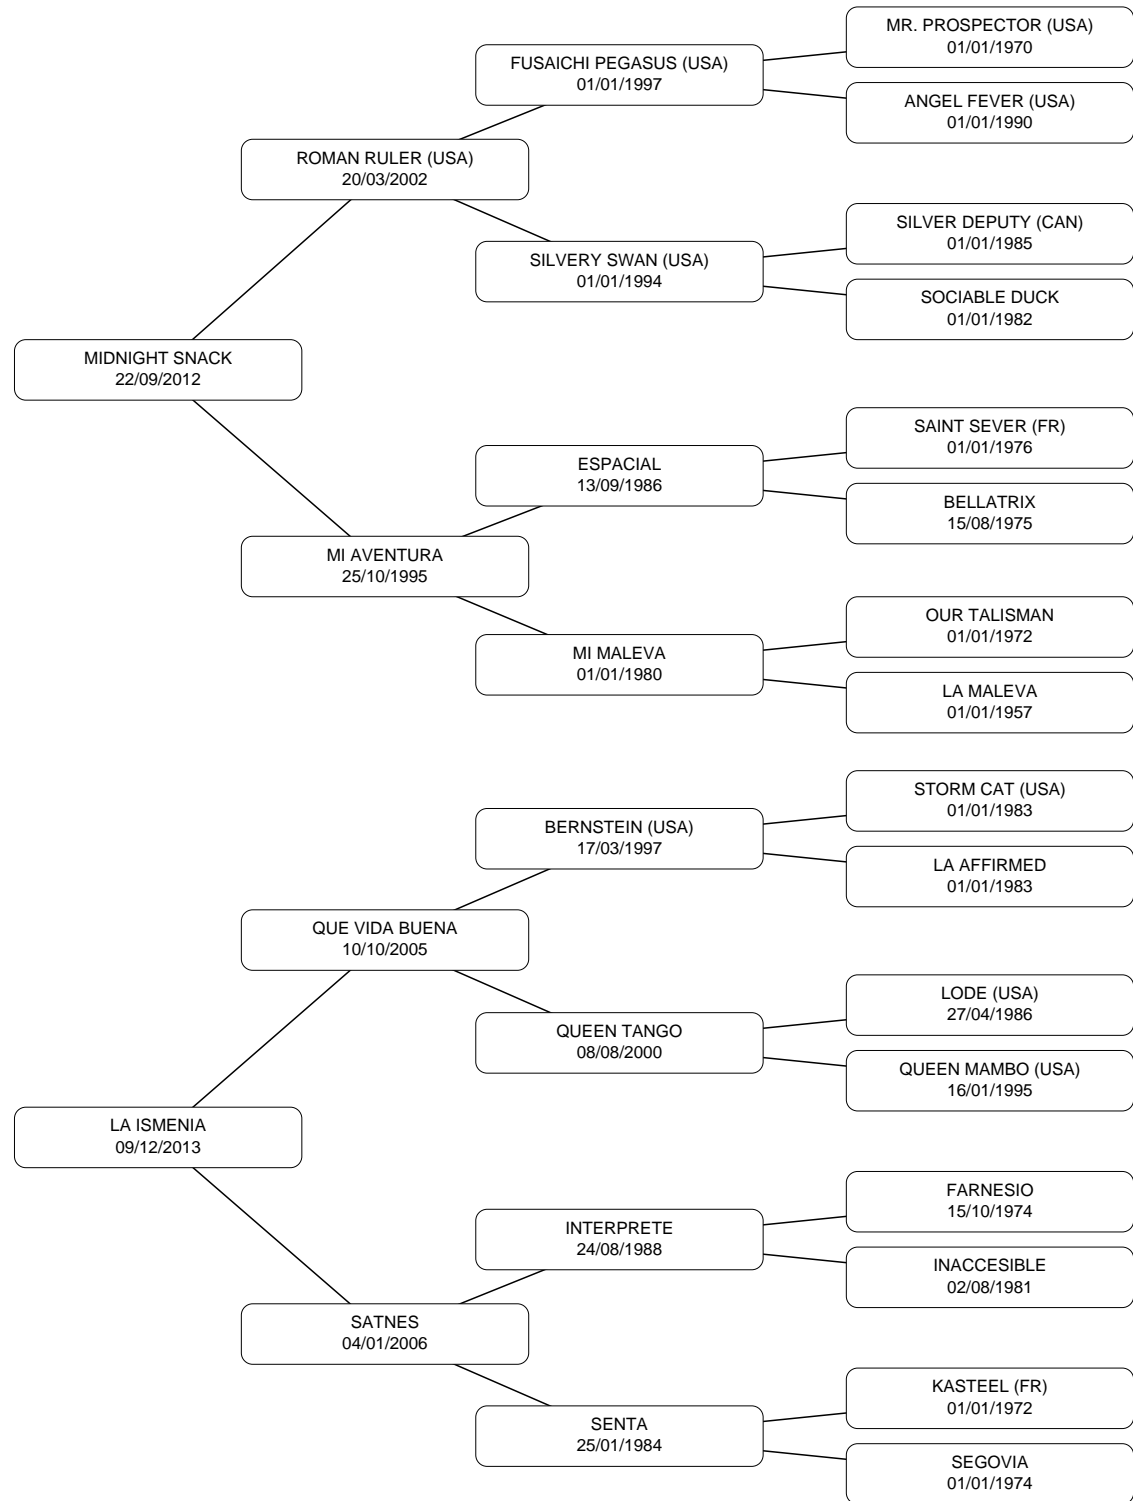 MR. PROSPECTOR (USA)
01/01/1970
FUSAICHI PEGASUS (USA)
01/01/1997
ANGEL FEVER (USA)
01/01/1990
ROMAN RULER (USA)
20/03/2002
SILVER DEPUTY (CAN)
01/01/1985
SILVERY SWAN (USA)
01/01/1994
SOCIABLE DUCK
01/01/1982
MIDNIGHT SNACK
22/09/2012
SAINT SEVER (FR)
01/01/1976
ESPACIAL
13/09/1986
BELLATRIX
15/08/1975
MI AVENTURA
25/10/1995
OUR TALISMAN
01/01/1972
MI MALEVA
01/01/1980
LA MALEVA
01/01/1957
STORM CAT (USA)
01/01/1983
BERNSTEIN (USA)
17/03/1997
LA AFFIRMED
01/01/1983
QUE VIDA BUENA
10/10/2005
LODE (USA)
27/04/1986
QUEEN TANGO
08/08/2000
QUEEN MAMBO (USA)
16/01/1995
LA ISMENIA
09/12/2013
FARNESIO
15/10/1974
INTERPRETE
24/08/1988
INACCESIBLE
02/08/1981
SATNES
04/01/2006
KASTEEL (FR)
01/01/1972
SENTA
25/01/1984
SEGOVIA
01/01/1974